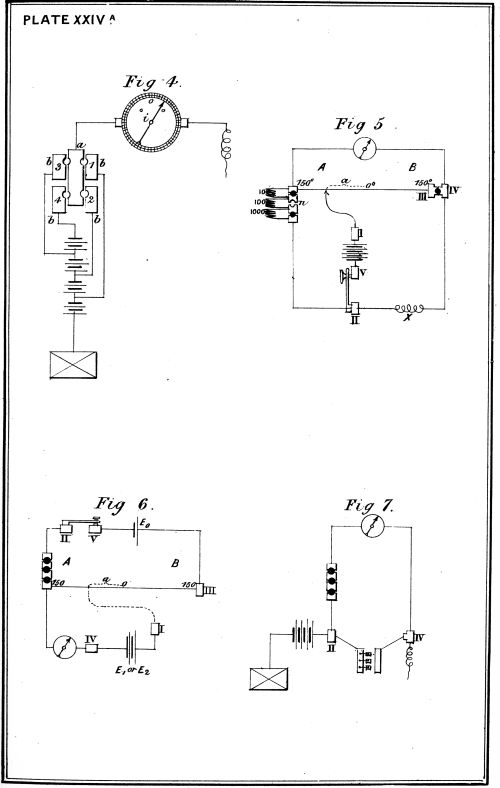 PLATE XXIV A
Fig 4.
o
i
a
b 3 1 b
b 4 2 b
Fig 5
A B
150° a 0° 150° IV
10
100 n III
1000
I
V
II X
Fig 6.
E0
II V
A B
150 a 0 150 III
I
IV
E1 or E2
Fig 7.
II IV